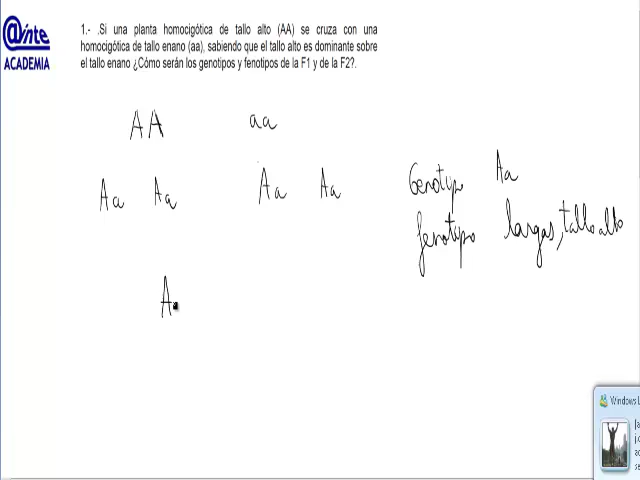 @inte
ACADEMIA
1.- .Si una planta homocigótica de tallo alto (AA) se cruza con una
homocigótica de tallo enano (aa), sabiendo que el tallo alto es dominante sobre
el tallo enano ¿Cómo serán los genotipos y fenotipos de la F1 y de la F2?.
AA aa
Aa Aa Aa Aa Genotipo Aa
fenotipo largas, tallo alto
A
Windows L